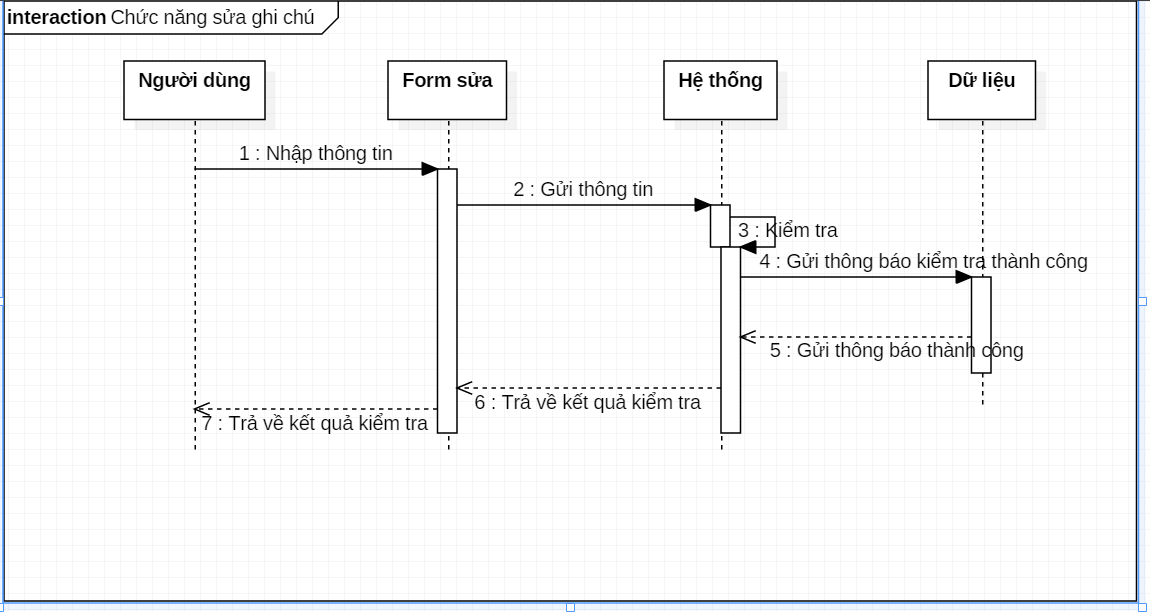 interaction Chức năng sửa ghi chú
Người dùng
Form sửa
Hệ thống
Dữ liệu
1 : Nhập thông tin
2 : Gửi thông tin
3 : Kiểm tra
4 : Gửi thông báo kiểm tra thành công
5 : Gửi thông báo thành công
6 : Trả về kết quả kiểm tra
7 : Trả về kết quả kiểm tra